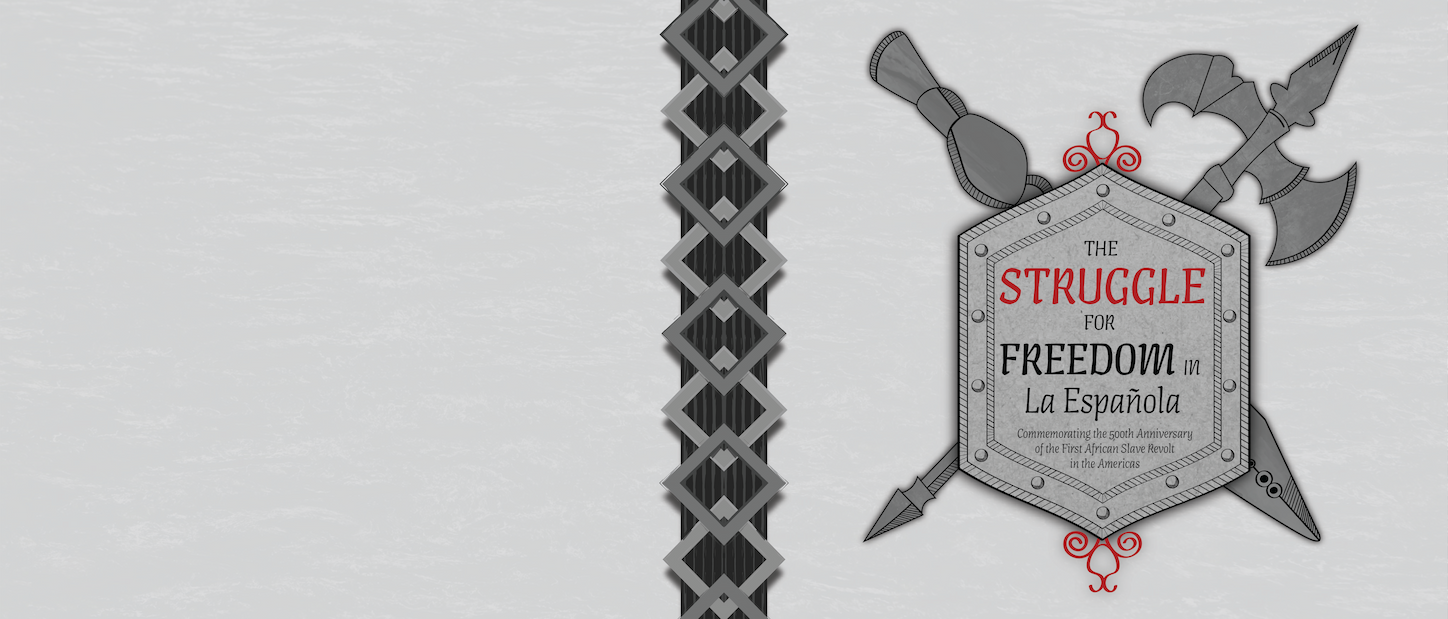 THE
STRUGGLE
FOR
FREEDOM in
La Española
Commemorating the 500th Anniversary
of the First African Slave Revolt
in the Americas